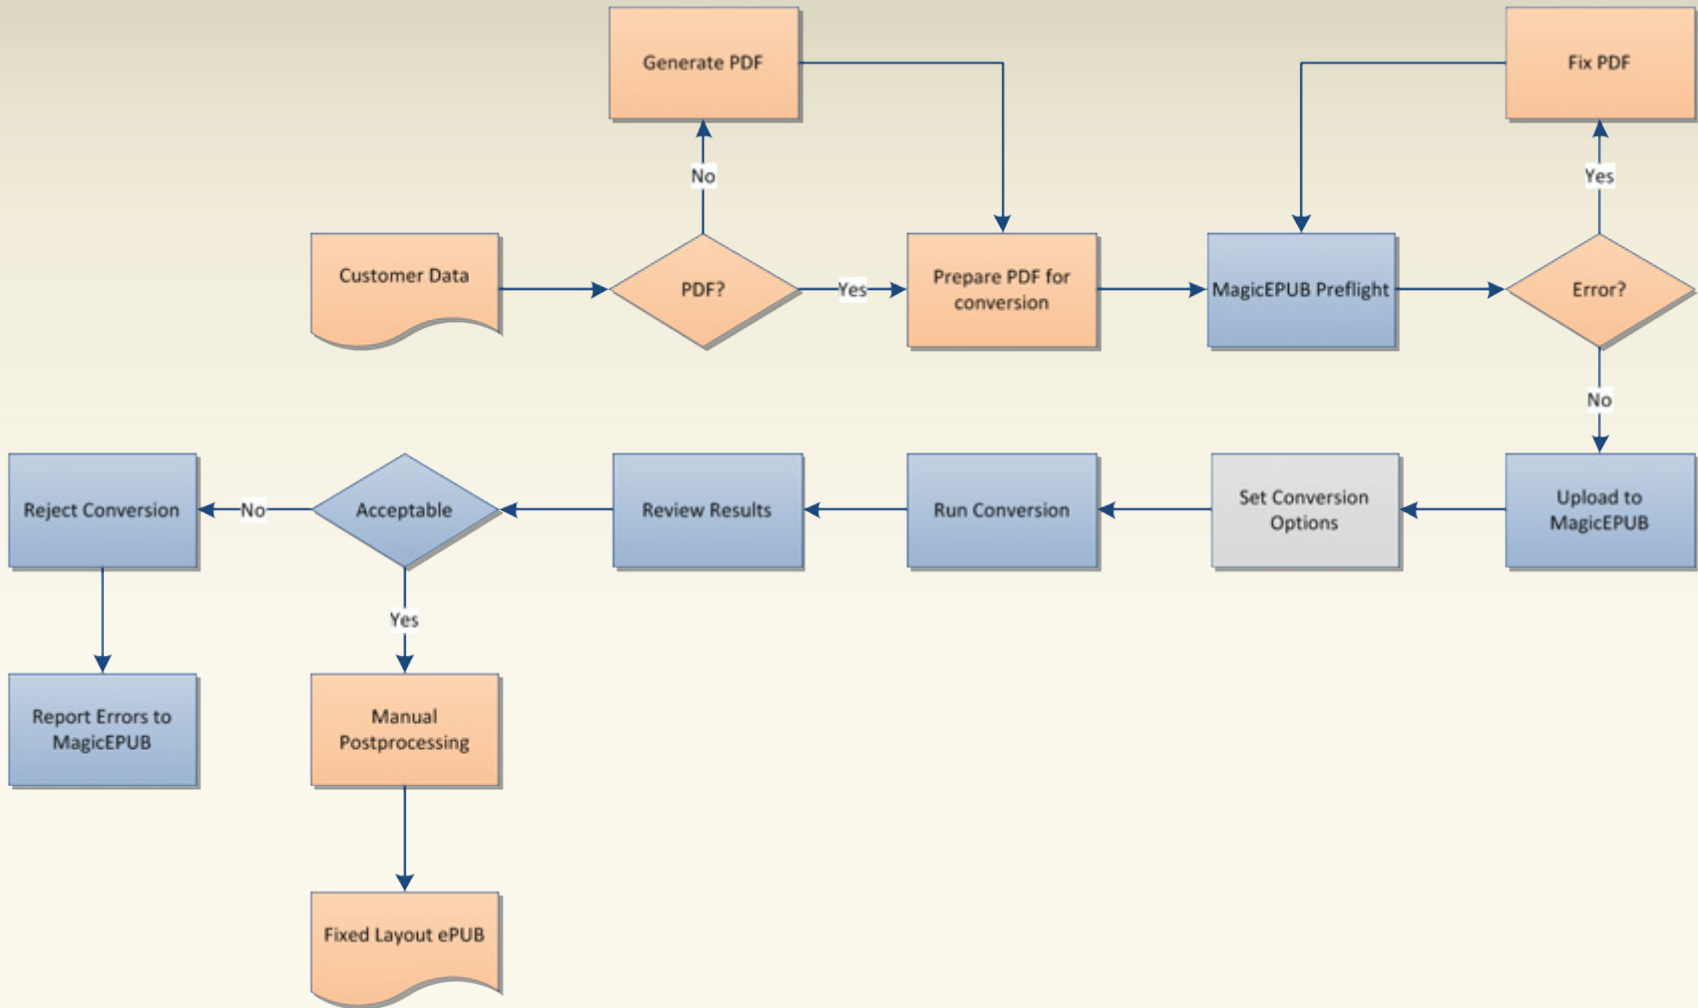 Generate PDF
Fix PDF
No
Yes
Customer Data
PDF?
Yes
Prepare PDF for
conversion
MagicEPUB Preflight
Error?
No
Reject Conversion
No
Acceptable
Review Results
Run Conversion
Set Conversion
Options
Upload to
MagicEPUB
Yes
Report Errors to
MagicEPUB
Manual
Postprocessing
Fixed Layout ePUB